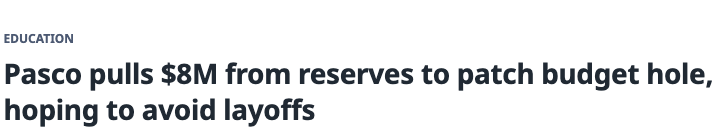 EDUCATION
Pasco pulls $8M from reserves to patch budget hole,
hoping to avoid layoffs